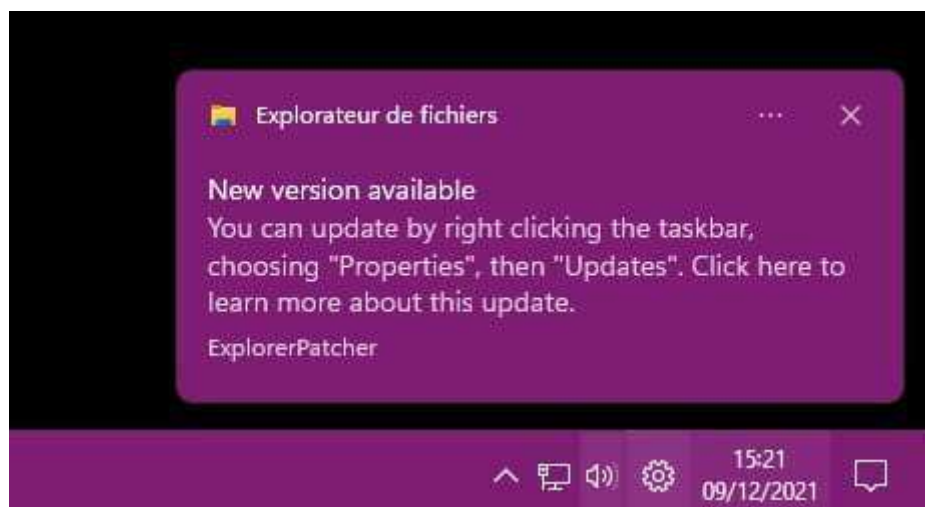 Explorateur de fichiers
New version available
You can update by right clicking the taskbar,
choosing "Properties", then "Updates". Click here to
learn more about this update.
ExplorerPatcher
15:21
09/12/2021